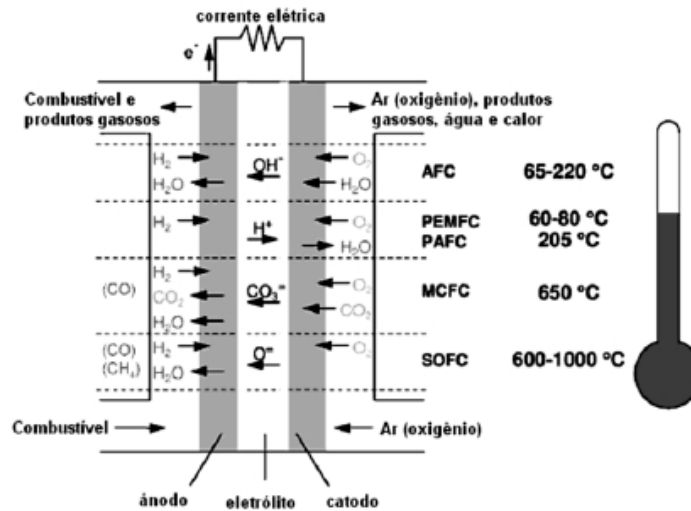 corrente elétrica
e⁻
Combustível e
produtos gasosos
Ar (oxigênio), produtos
gasosos, água e calor
H₂ OH⁻ O₂ AFC 65-220 °C
H₂O H₂O
H₂ H⁺ O₂ PEMFC 60-80 °C
H₂O PAFC 205 °C
H₂
(CO) CO₂ CO₃⁼ O₂ MCFC 650 °C
H₂O CO₂
(CO) H₂ O⁼ O₂ SOFC 600-1000 °C
(CH₄) H₂O
Combustível Ar (oxigênio)
ánodo eletrólito catodo